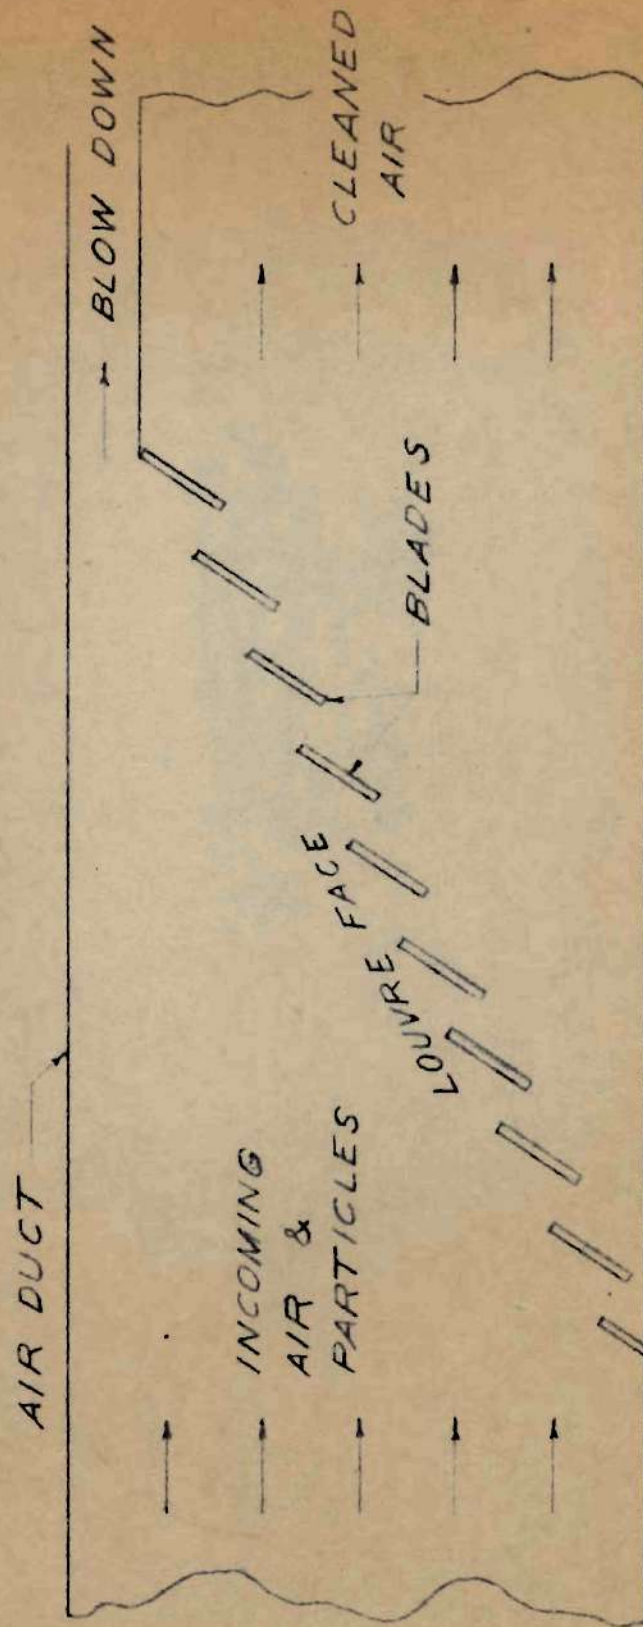 AIR DUCT
BLOW DOWN
INCOMING
AIR &
PARTICLES
LOUVRE FACE
BLADES
CLEANED
AIR